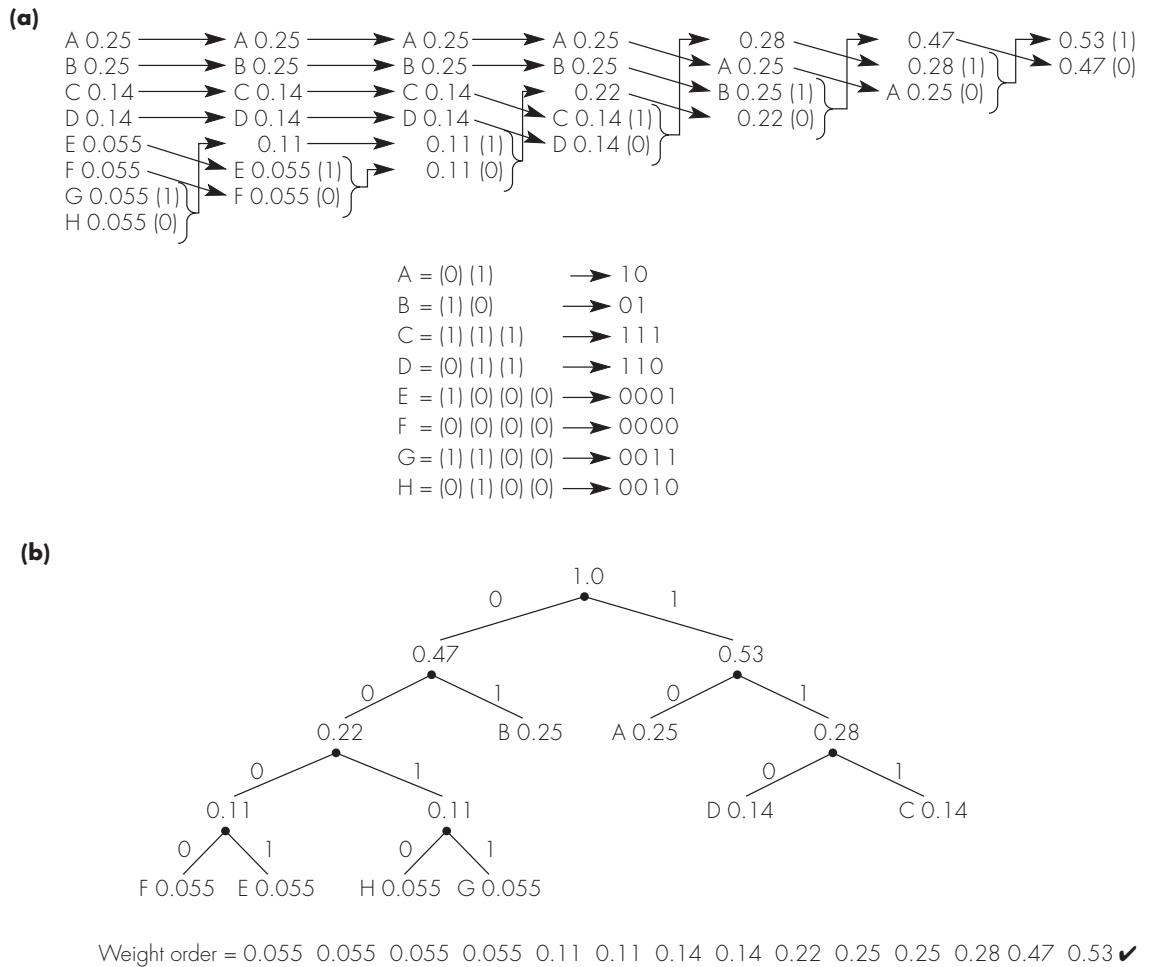 (a)
A 0.25 A 0.25 A 0.25 A 0.25 0.28 0.47 0.53 (1)
B 0.25 B 0.25 B 0.25 B 0.25 A 0.25 0.28 (1) 0.47 (0)
C 0.14 C 0.14 C 0.14 0.22 B 0.25 (1) A 0.25 (0)
D 0.14 D 0.14 D 0.14 C 0.14 (1) 0.22 (0)
E 0.055 0.11 0.11 (1) D 0.14 (0)
F 0.055 E 0.055 (1) 0.11 (0)
G 0.055 (1) F 0.055 (0)
H 0.055 (0)
A = (0) (1) 10
B = (1) (0) 01
C = (1) (1) (1) 111
D = (0) (1) (1) 110
E = (1) (0) (0) (0) 0001
F = (0) (0) (0) (0) 0000
G = (1) (1) (0) (0) 0011
H = (0) (1) (0) (0) 0010
(b)
1.0
0 1
0.47 0.53
0 1 0 1
0.22 B 0.25 A 0.25 0.28
0 1 0 1
0.11 0.11 D 0.14 C 0.14
0 1 0 1
F 0.055 E 0.055 H 0.055 G 0.055
Weight order = 0.055 0.055 0.055 0.055 0.11 0.11 0.14 0.14 0.22 0.25 0.25 0.28 0.47 0.53 ✔